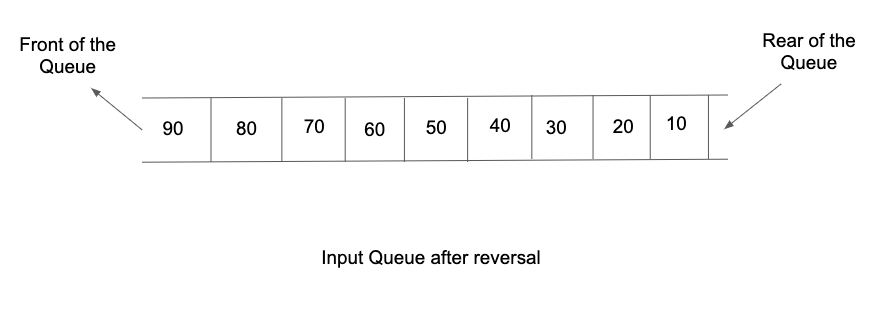 Front of the
Queue
Rear of the
Queue
90 80 70 60 50 40 30 20 10
Input Queue after reversal